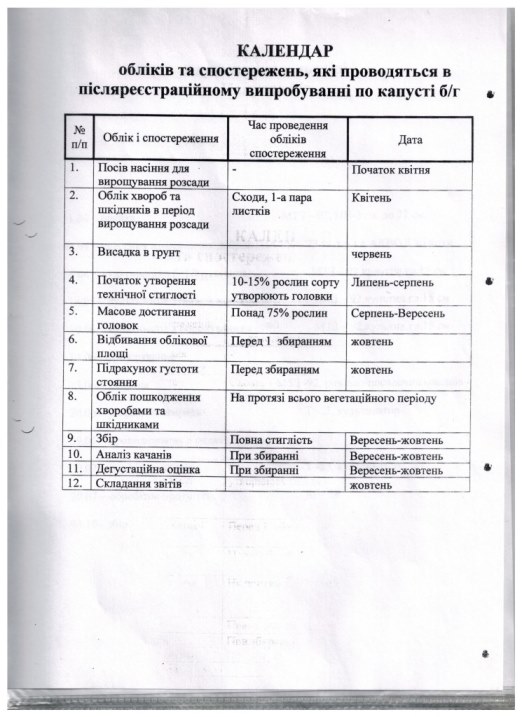 КАЛЕНДАР
обліків та спостережень, які проводяться в
післяреєстраційному випробуванні по капусті б/г
№ п/п Облік і спостереження Час проведення обліків спостереження Дата
1. Посів насіння для вирощування розсади - Початок квітня
2. Облік хвороб та шкідників в період вирощування розсади Сходи, 1-а пара листків Квітень
3. Висадка в грунт червень
4. Початок утворення технічної стиглості 10-15% рослин сорту утворюють головки Липень-серпень
5. Масове достигання головок Понад 75% рослин Серпень-Вересень
6. Відбивання облікової площі Перед 1 збиранням жовтень
7. Підрахунок густоти стояння Перед збиранням жовтень
8. Облік пошкодження хворобами та шкідниками На протязі всього вегетаційного періоду
9. Збір Повна стиглість Вересень-жовтень
10. Аналіз качанів При збиранні Вересень-жовтень
11. Дегустаційна оцінка При збиранні Вересень-жовтень
12. Складання звітів жовтень